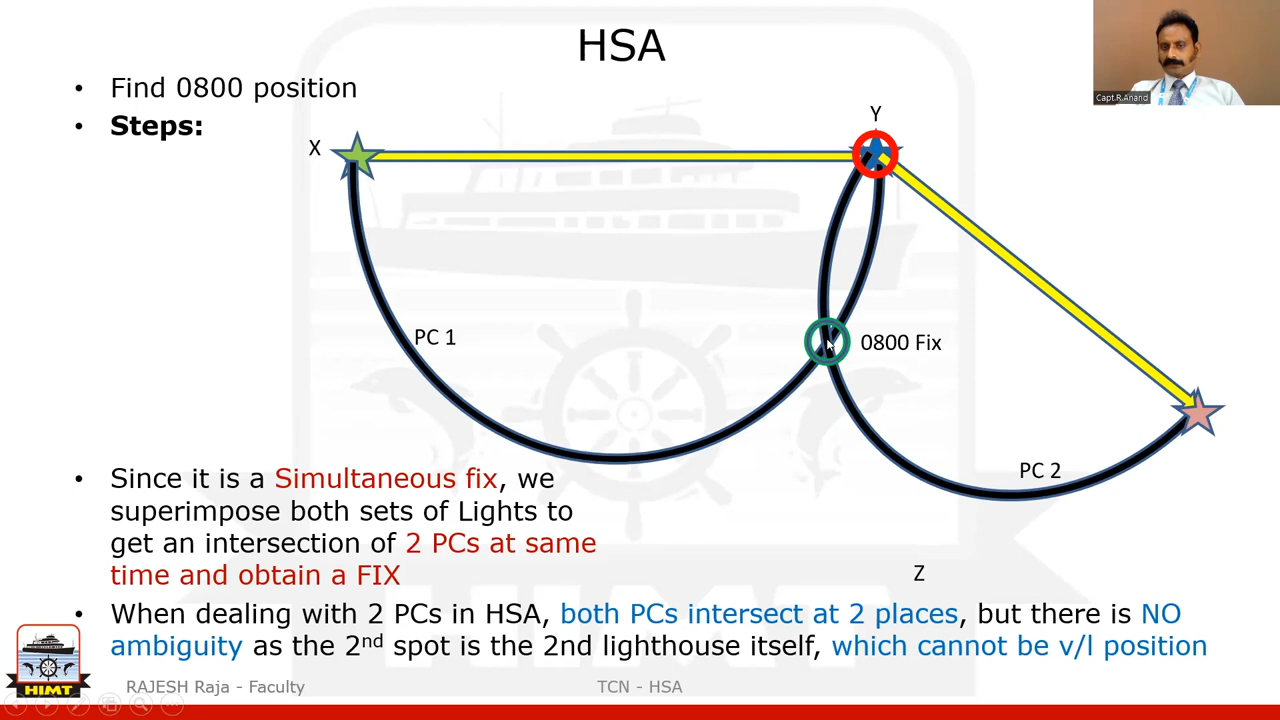 HSA
Capt.R.Anand
• Find 0800 position
• Steps:
X
Y
PC 1
0800 Fix
PC 2
Z
• Since it is a Simultaneous fix, we
superimpose both sets of Lights to
get an intersection of 2 PCs at same
time and obtain a FIX
• When dealing with 2 PCs in HSA, both PCs intersect at 2 places, but there is NO
ambiguity as the 2nd spot is the 2nd lighthouse itself, which cannot be v/l position
HIMT
RAJESH Raja - Faculty
TCN - HSA
HIMT